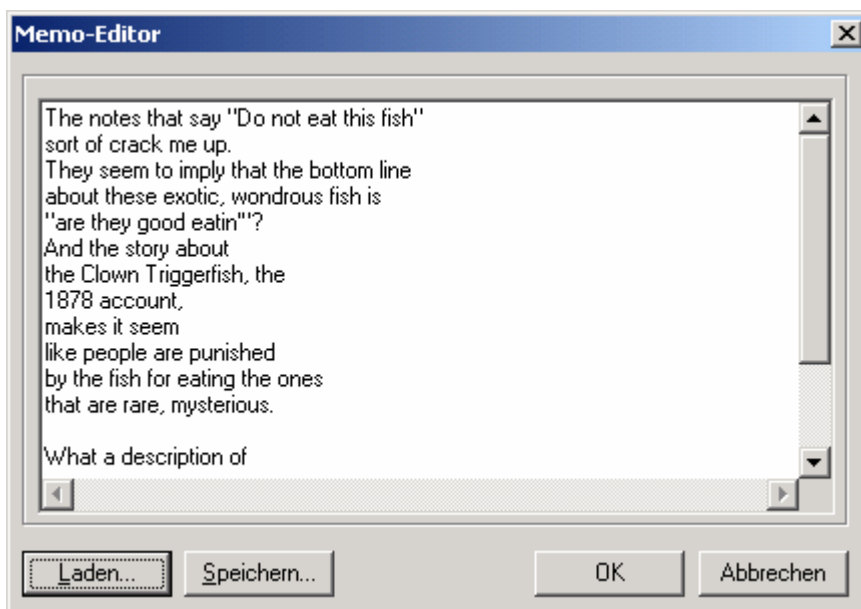 Memo-Editor
The notes that say "Do not eat this fish"
sort of crack me up.
They seem to imply that the bottom line
about these exotic, wondrous fish is
"are they good eatin"'?
And the story about
the Clown Triggerfish, the
1878 account,
makes it seem
like people are punished
by the fish for eating the ones
that are rare, mysterious.
What a description of
Laden... Speichern... OK Abbrechen